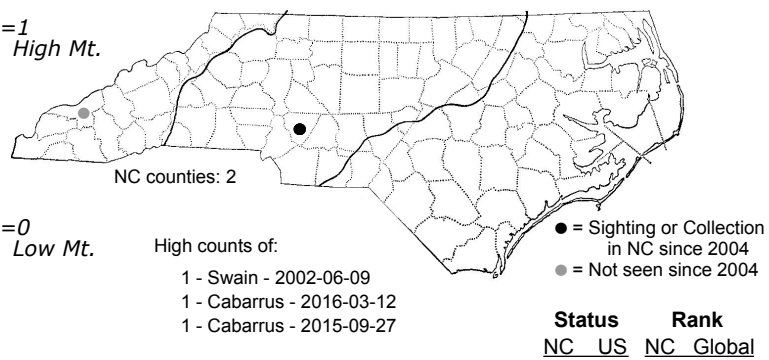 =1
High Mt.
NC counties: 2
=0
Low Mt.
High counts of:
1 - Swain - 2002-06-09
1 - Cabarrus - 2016-03-12
1 - Cabarrus - 2015-09-27
● = Sighting or Collection
in NC since 2004
● = Not seen since 2004
Status Rank
NC US NC Global